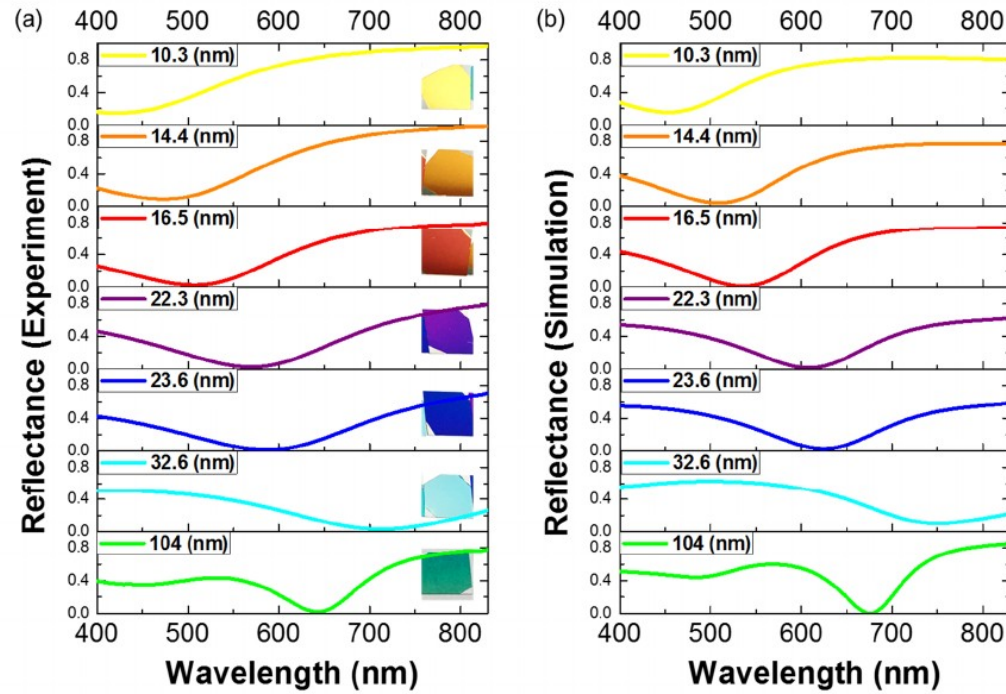 (a)
400 500 600 700 800
Reflectance (Experiment)
0.8 10.3 (nm)
0.4
0.0
0.8 14.4 (nm)
0.4
0.0
0.8 16.5 (nm)
0.4
0.0
0.8 22.3 (nm)
0.4
0.0
0.8 23.6 (nm)
0.4
0.0
0.8 32.6 (nm)
0.4
0.0
0.8 104 (nm)
0.4
0.0
400 500 600 700 800
Wavelength (nm)
(b)
400 500 600 700 800
Reflectance (Simulation)
0.8 10.3 (nm)
0.4
0.0
0.8 14.4 (nm)
0.4
0.0
0.8 16.5 (nm)
0.4
0.0
0.8 22.3 (nm)
0.4
0.0
0.8 23.6 (nm)
0.4
0.0
0.8 32.6 (nm)
0.4
0.0
0.8 104 (nm)
0.4
0.0
400 500 600 700 800
Wavelength (nm)